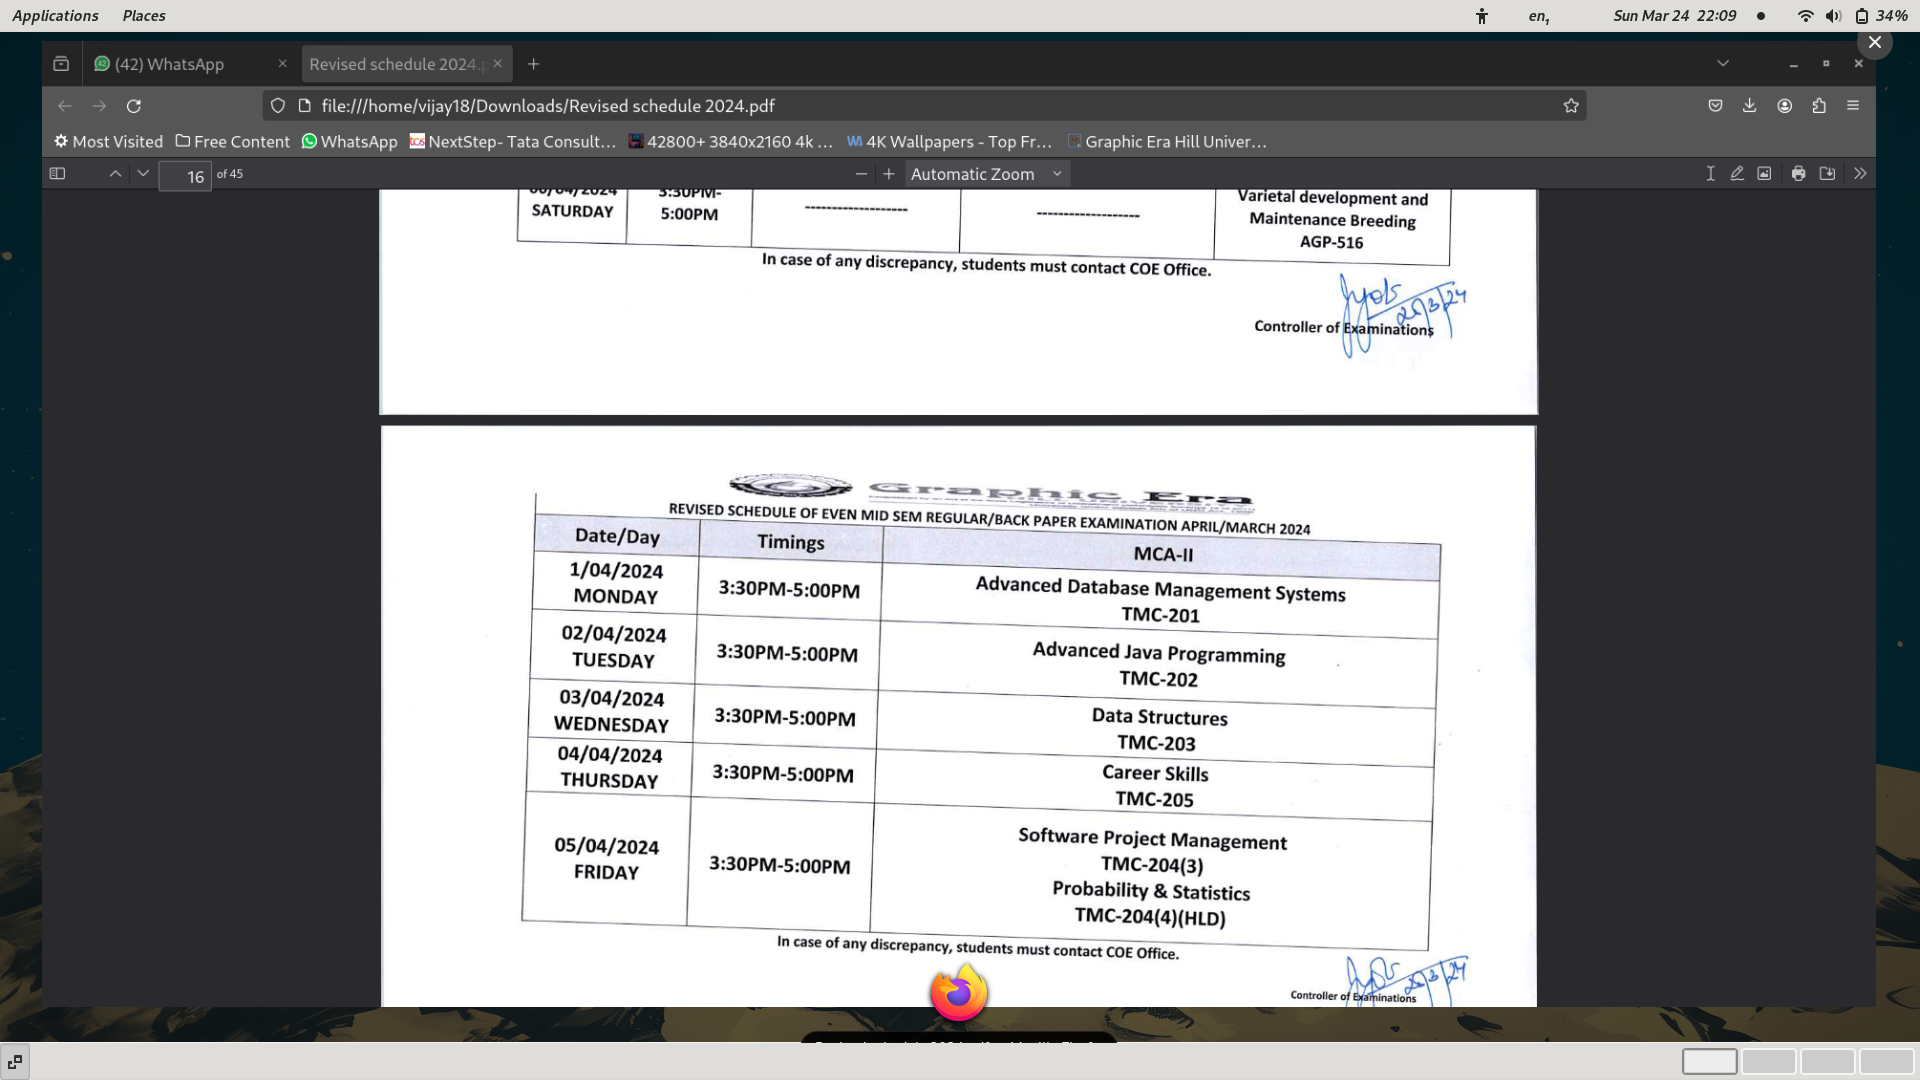 Applications Places en₁ Sun Mar 24 22:09 34%
(42) WhatsApp Revised schedule 2024.p
file:///home/vijay18/Downloads/Revised schedule 2024.pdf
Most Visited Free Content WhatsApp NextStep- Tata Consult... 42800+ 3840x2160 4k ... 4K Wallpapers - Top Fr... Graphic Era Hill Univer...
16 of 45 Automatic Zoom
06/04/2024 3:30PM- Varietal development and
SATURDAY 5:00PM ------------------- ------------------- Maintenance Breeding
AGP-516
In case of any discrepancy, students must contact COE Office.
Controller of Examinations
Graphic Era
REVISED SCHEDULE OF EVEN MID SEM REGULAR/BACK PAPER EXAMINATION APRIL/MARCH 2024
Date/Day Timings MCA-II
1/04/2024 3:30PM-5:00PM Advanced Database Management Systems
MONDAY TMC-201
02/04/2024 3:30PM-5:00PM Advanced Java Programming
TUESDAY TMC-202
03/04/2024 3:30PM-5:00PM Data Structures
WEDNESDAY TMC-203
04/04/2024 3:30PM-5:00PM Career Skills
THURSDAY TMC-205
Software Project Management
05/04/2024 3:30PM-5:00PM TMC-204(3)
FRIDAY Probability & Statistics
TMC-204(4)(HLD)
In case of any discrepancy, students must contact COE Office.
Controller of Examinations